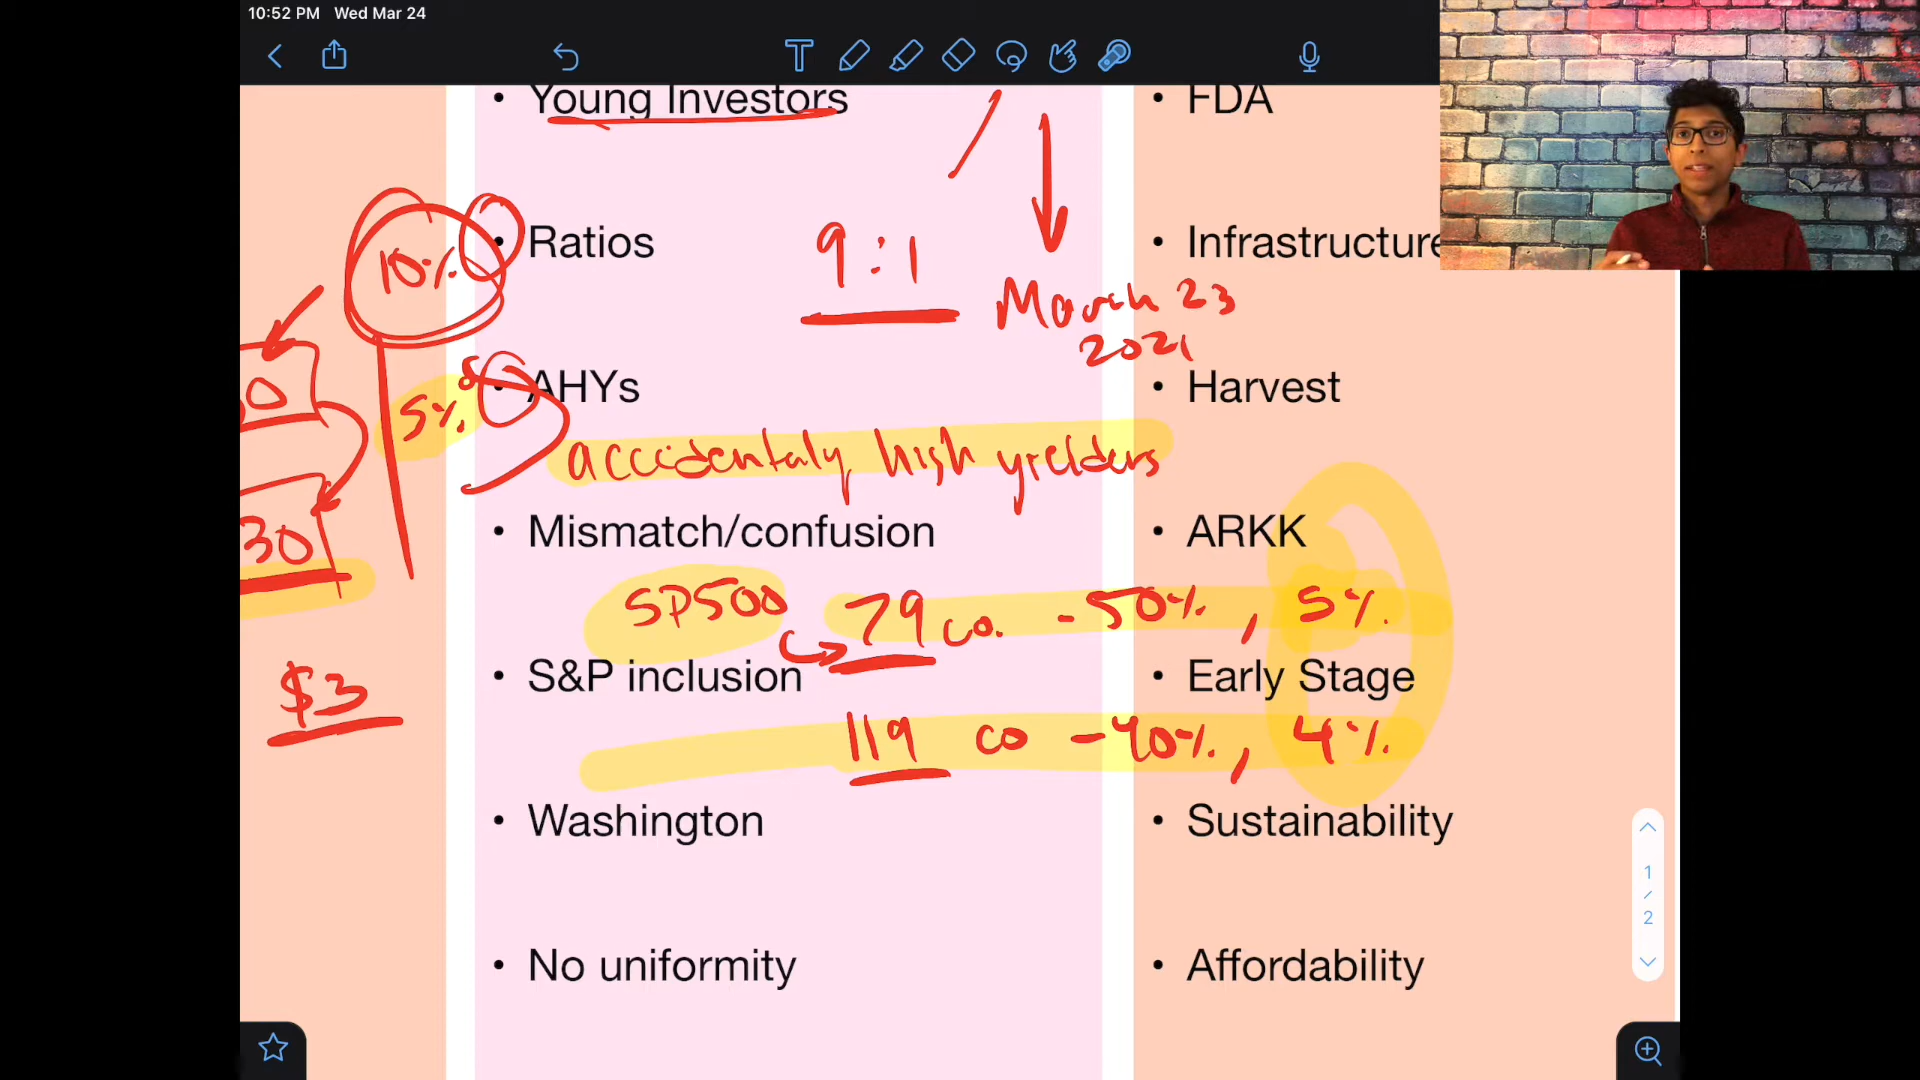 10:52 PM Wed Mar 24
• Young Investors
• FDA
• Ratios
9:1
• Infrastructure
10%
March 23
2021
• AHYs
• Harvest
5%
accidentaly high yielders
• Mismatch/confusion
• ARKK
30
SP500
79 co. -50%, 5%
• S&P inclusion
• Early Stage
$3
119 co -40%, 4%
• Washington
• Sustainability
1
/
2
• No uniformity
• Affordability